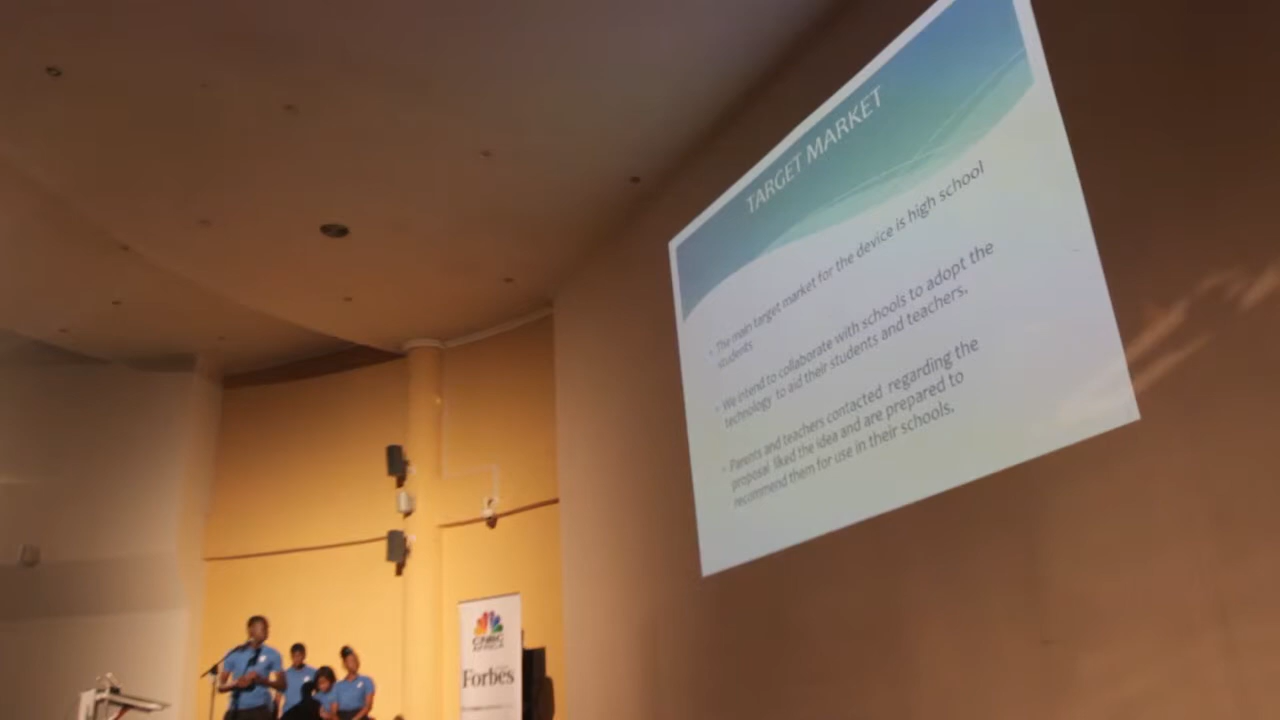 TARGET MARKET
The main target market for the device is high school
students
We intend to collaborate with schools to adopt the
technology to aid their students and teachers.
Parents and teachers contacted regarding the
proposal liked the idea and are prepared to
recommend them for use in their schools.
CNBC
AFRICA
Forbes